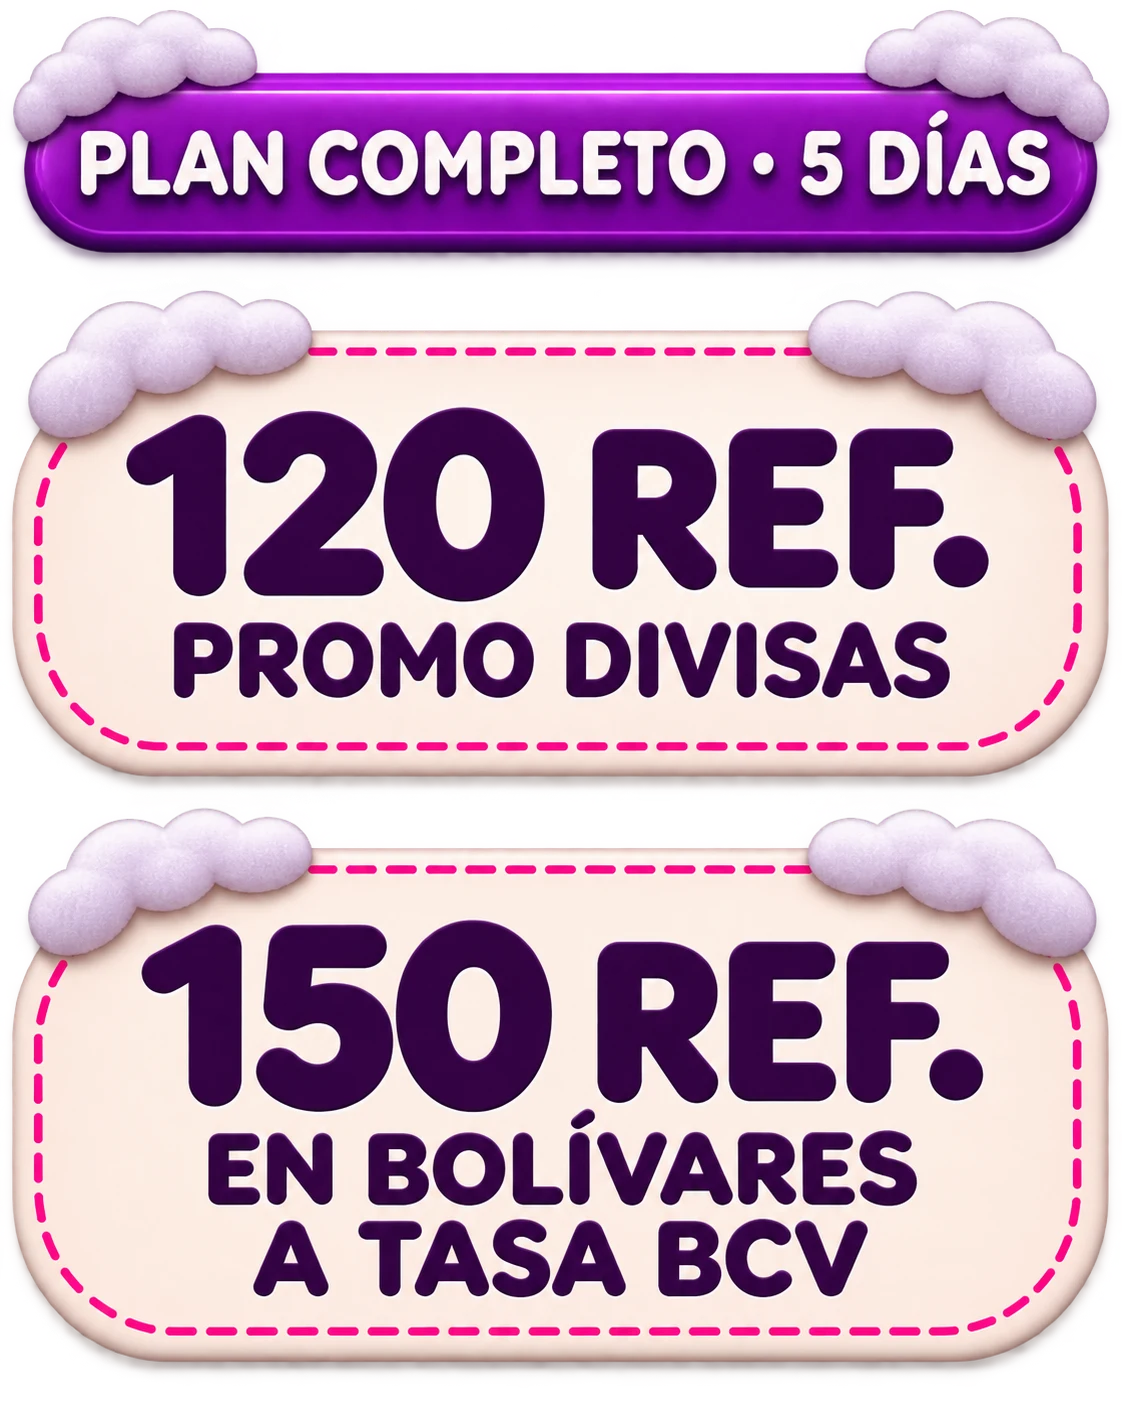 PLAN COMPLETO • 5 DÍAS
120 REF.
PROMO DIVISAS
150 REF.
EN BOLÍVARES
A TASA BCV